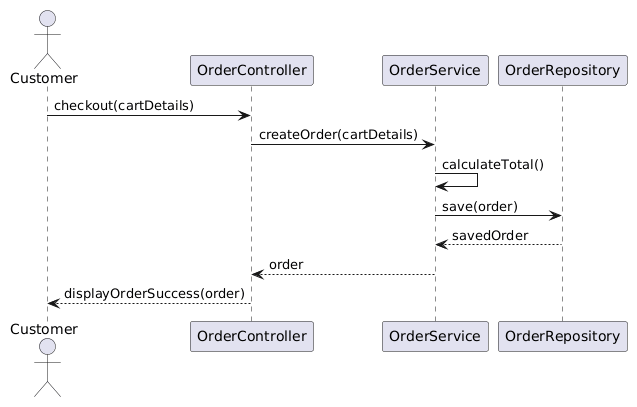 Customer
OrderController
OrderService
OrderRepository
checkout(cartDetails)
createOrder(cartDetails)
calculateTotal()
save(order)
savedOrder
order
displayOrderSuccess(order)
Customer
OrderController
OrderService
OrderRepository